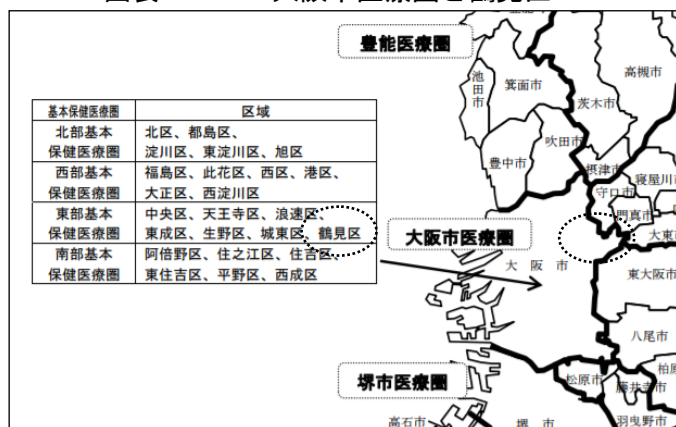 豊能医療圏
基本保健医療圏 区域
北部基本
保健医療圏
北区、都島区、
淀川区、東淀川区、旭区
西部基本
保健医療圏
福島区、此花区、西区、港区、
大正区、西淀川区
東部基本
保健医療圏
中央区、天王寺区、浪速区、
東成区、生野区、城東区、鶴見区
南部基本
保健医療圏
阿倍野区、住之江区、住吉区、
東住吉区、平野区、西成区
池田市
箕面市
高槻市
茨木市
吹田市
豊中市
摂津市
寝屋川市
守口市
門真市
大阪市医療圏
大東市
大阪市
東大阪市
八尾市
堺市医療圏
松原市
柏原
藤井寺市
羽曳野市
高石市
堺市